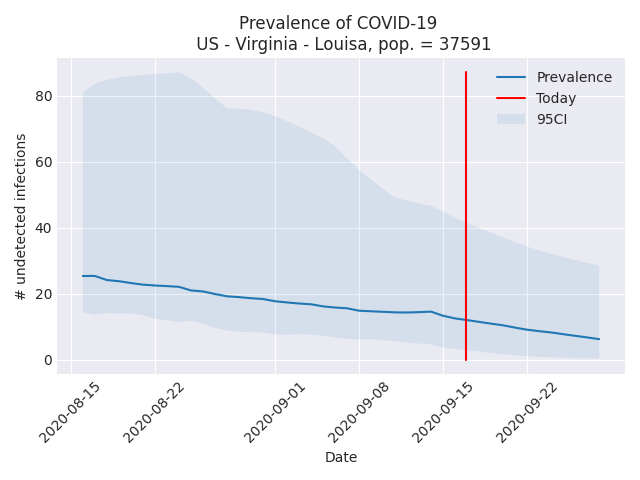 Prevalence of COVID-19
US - Virginia - Louisa, pop. = 37591
Prevalence
Today
95CI
# undetected infections
80
60
40
20
0
2020-08-15
2020-08-22
2020-09-01
2020-09-08
2020-09-15
2020-09-22
Date